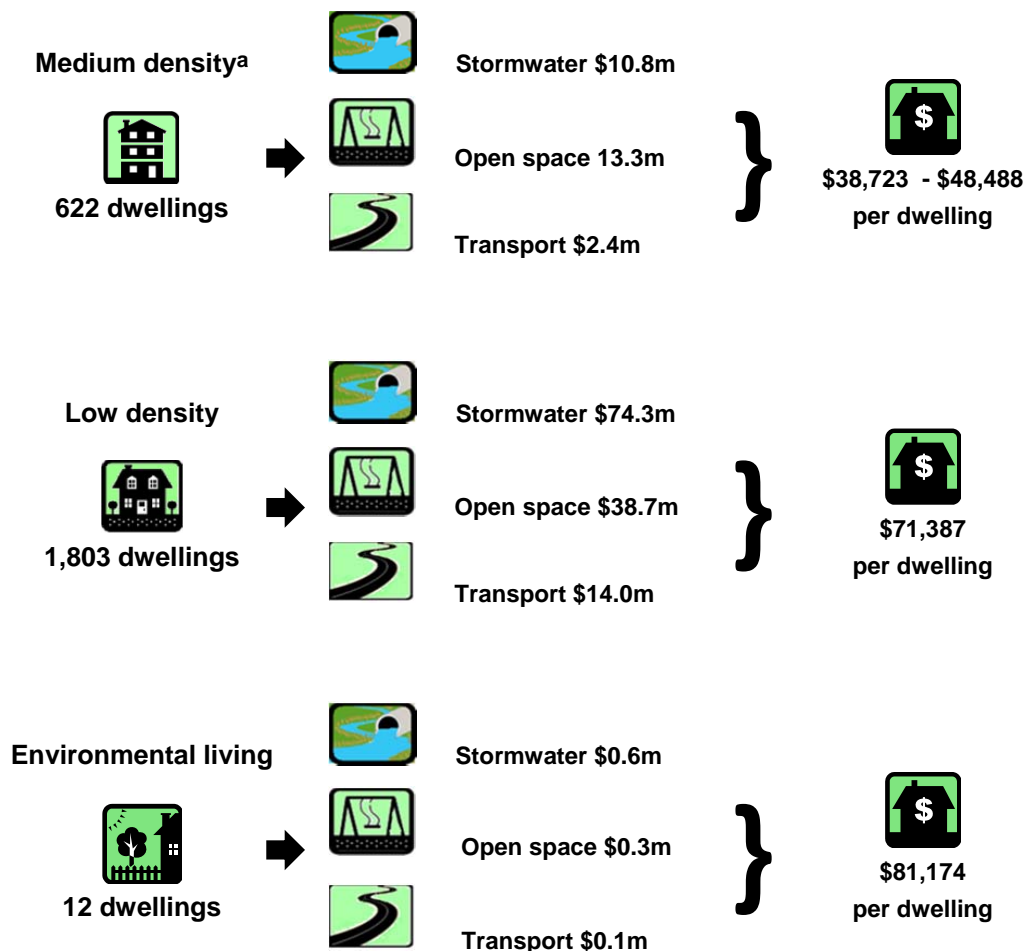 Medium densityᵃ
622 dwellings
Stormwater $10.8m
Open space 13.3m
Transport $2.4m
$
$38,723 - $48,488
per dwelling
Low density
1,803 dwellings
Stormwater $74.3m
Open space $38.7m
Transport $14.0m
$
$71,387
per dwelling
Environmental living
12 dwellings
Stormwater $0.6m
Open space $0.3m
Transport $0.1m
$
$81,174
per dwelling